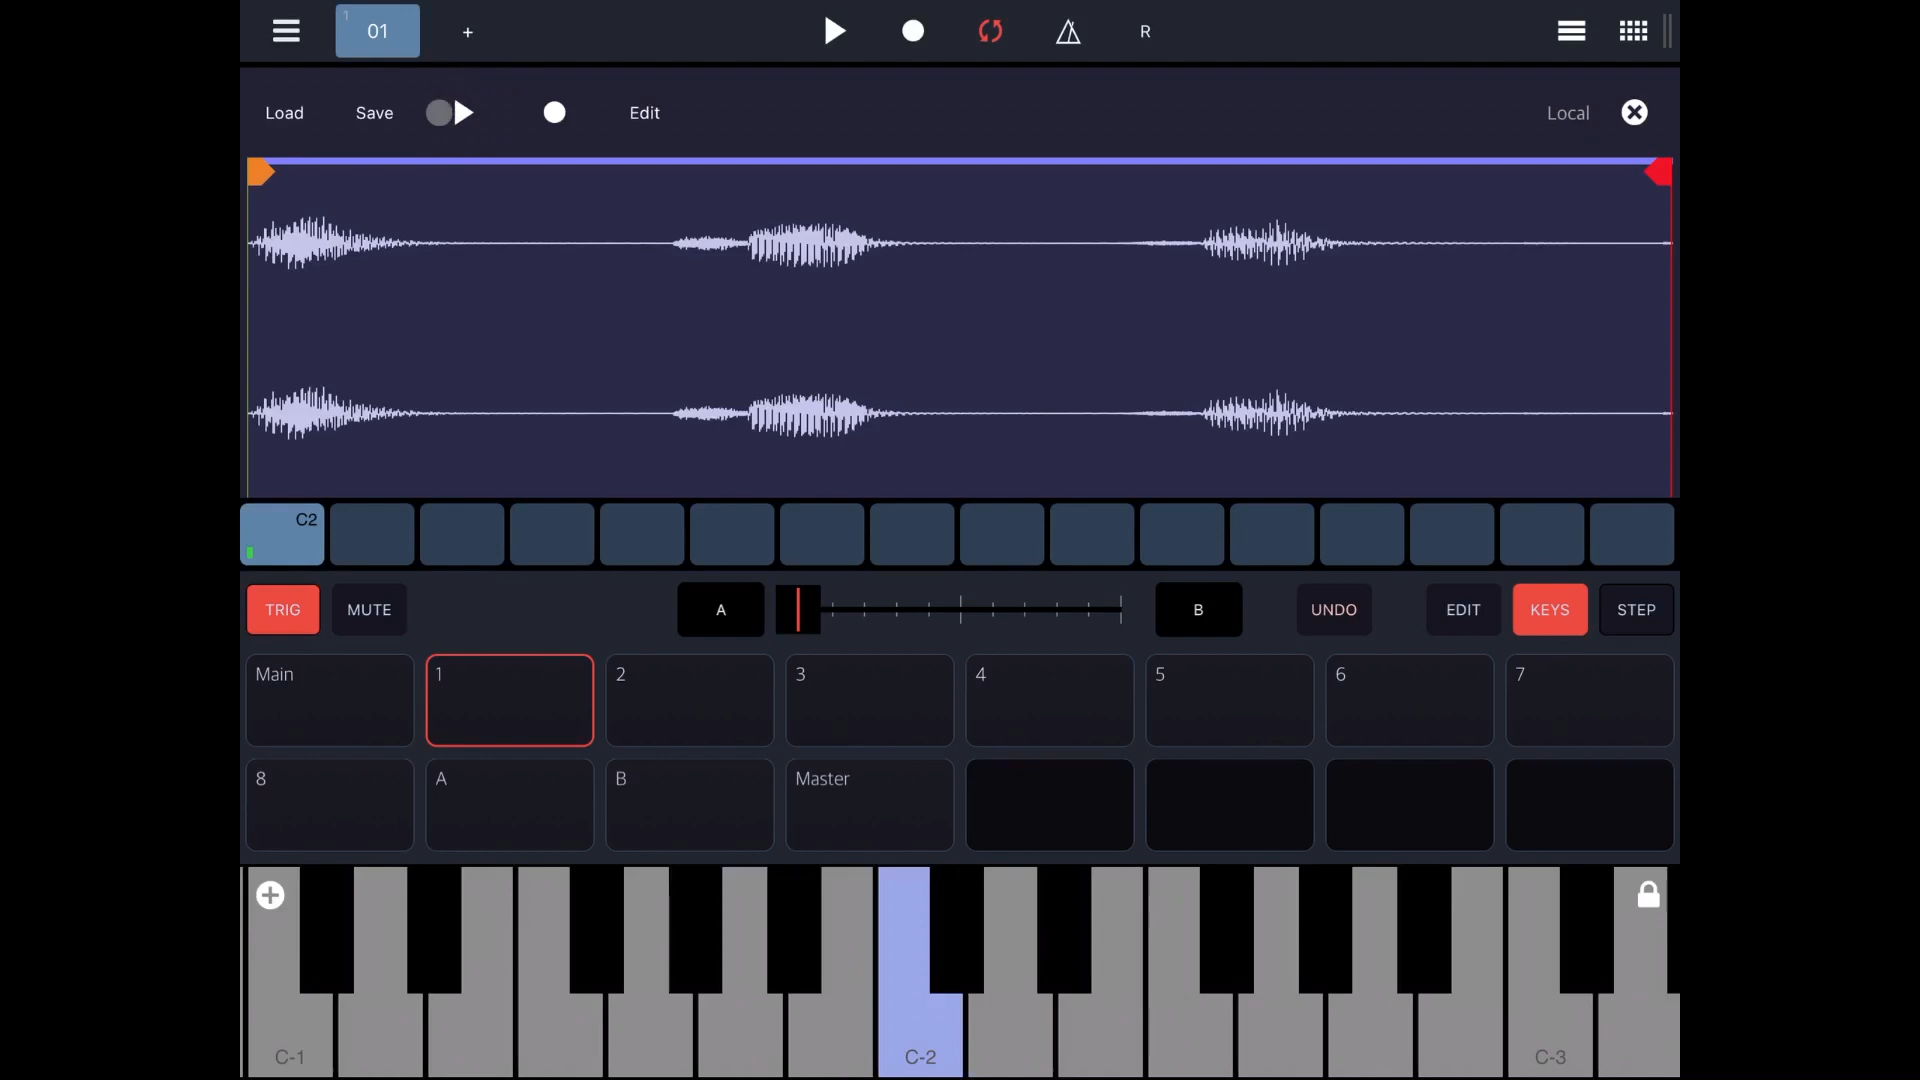 1
01
+
R
Load Save Edit Local
C2
TRIG MUTE A B UNDO EDIT KEYS STEP
Main 1 2 3 4 5 6 7
8 A B Master
C-1 C-2 C-3